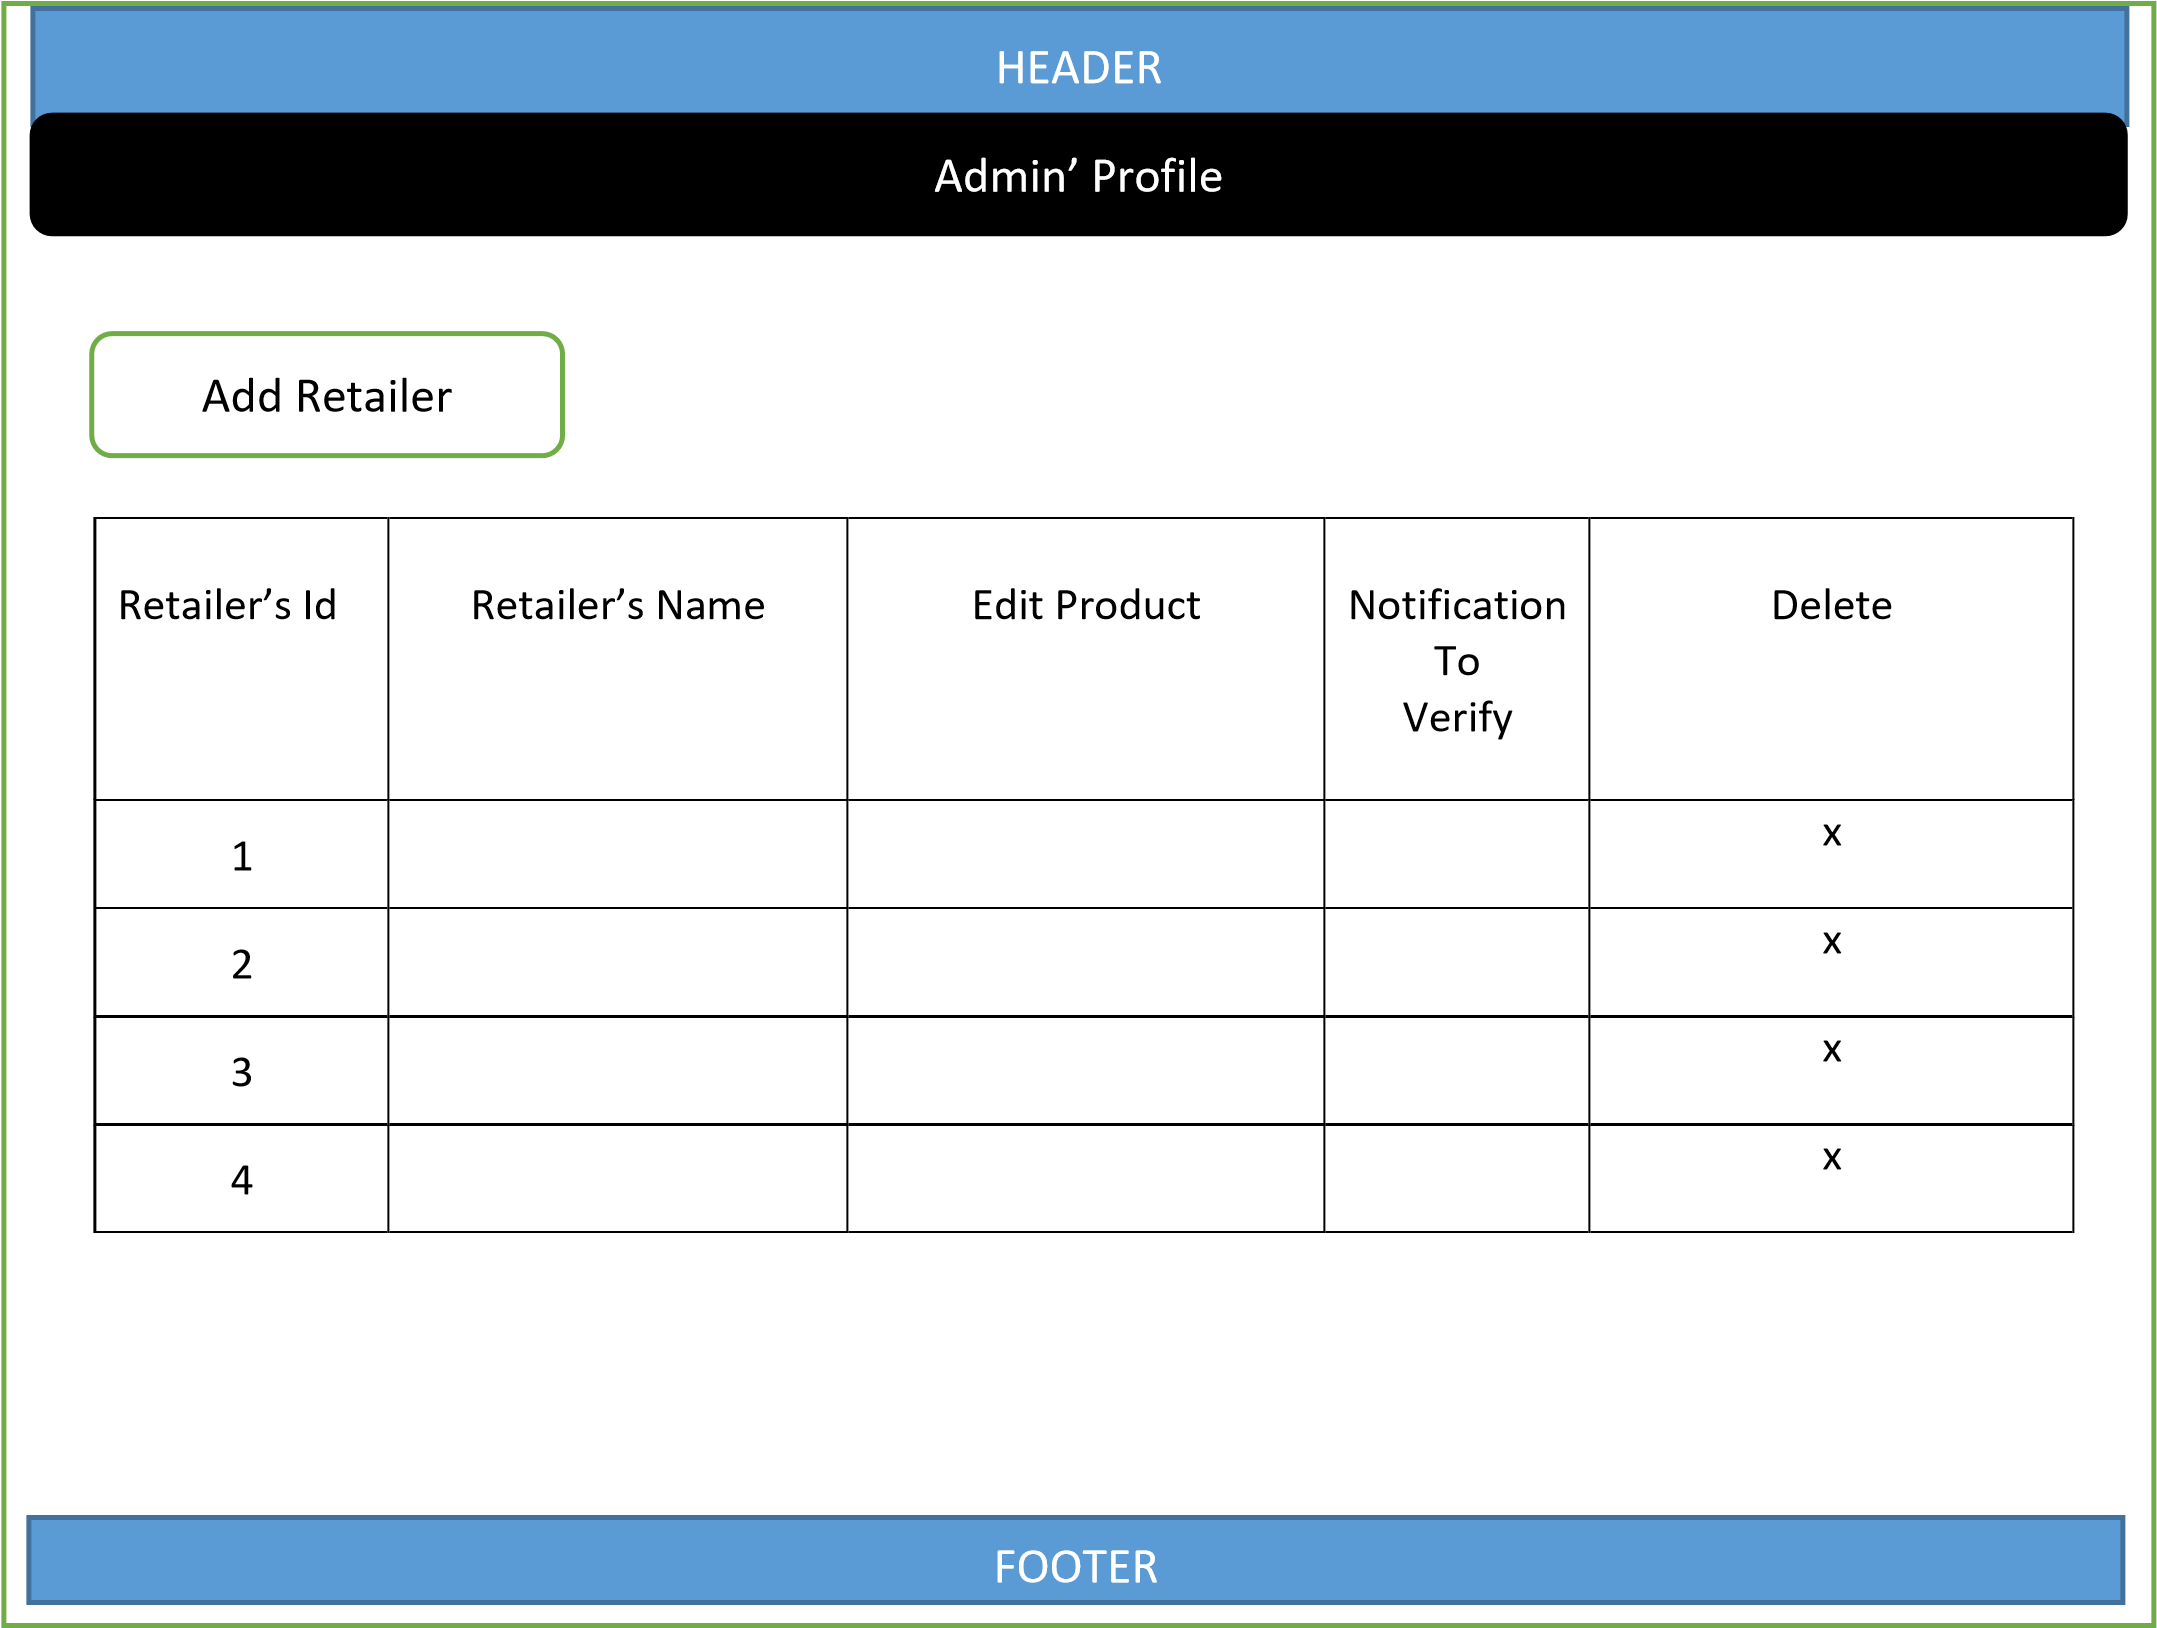 HEADER
Admin’ Profile
Add Retailer
Retailer’s Id
Retailer’s Name
Edit Product
Notification
To
Verify
Delete
1
x
2
x
3
x
4
x
FOOTER